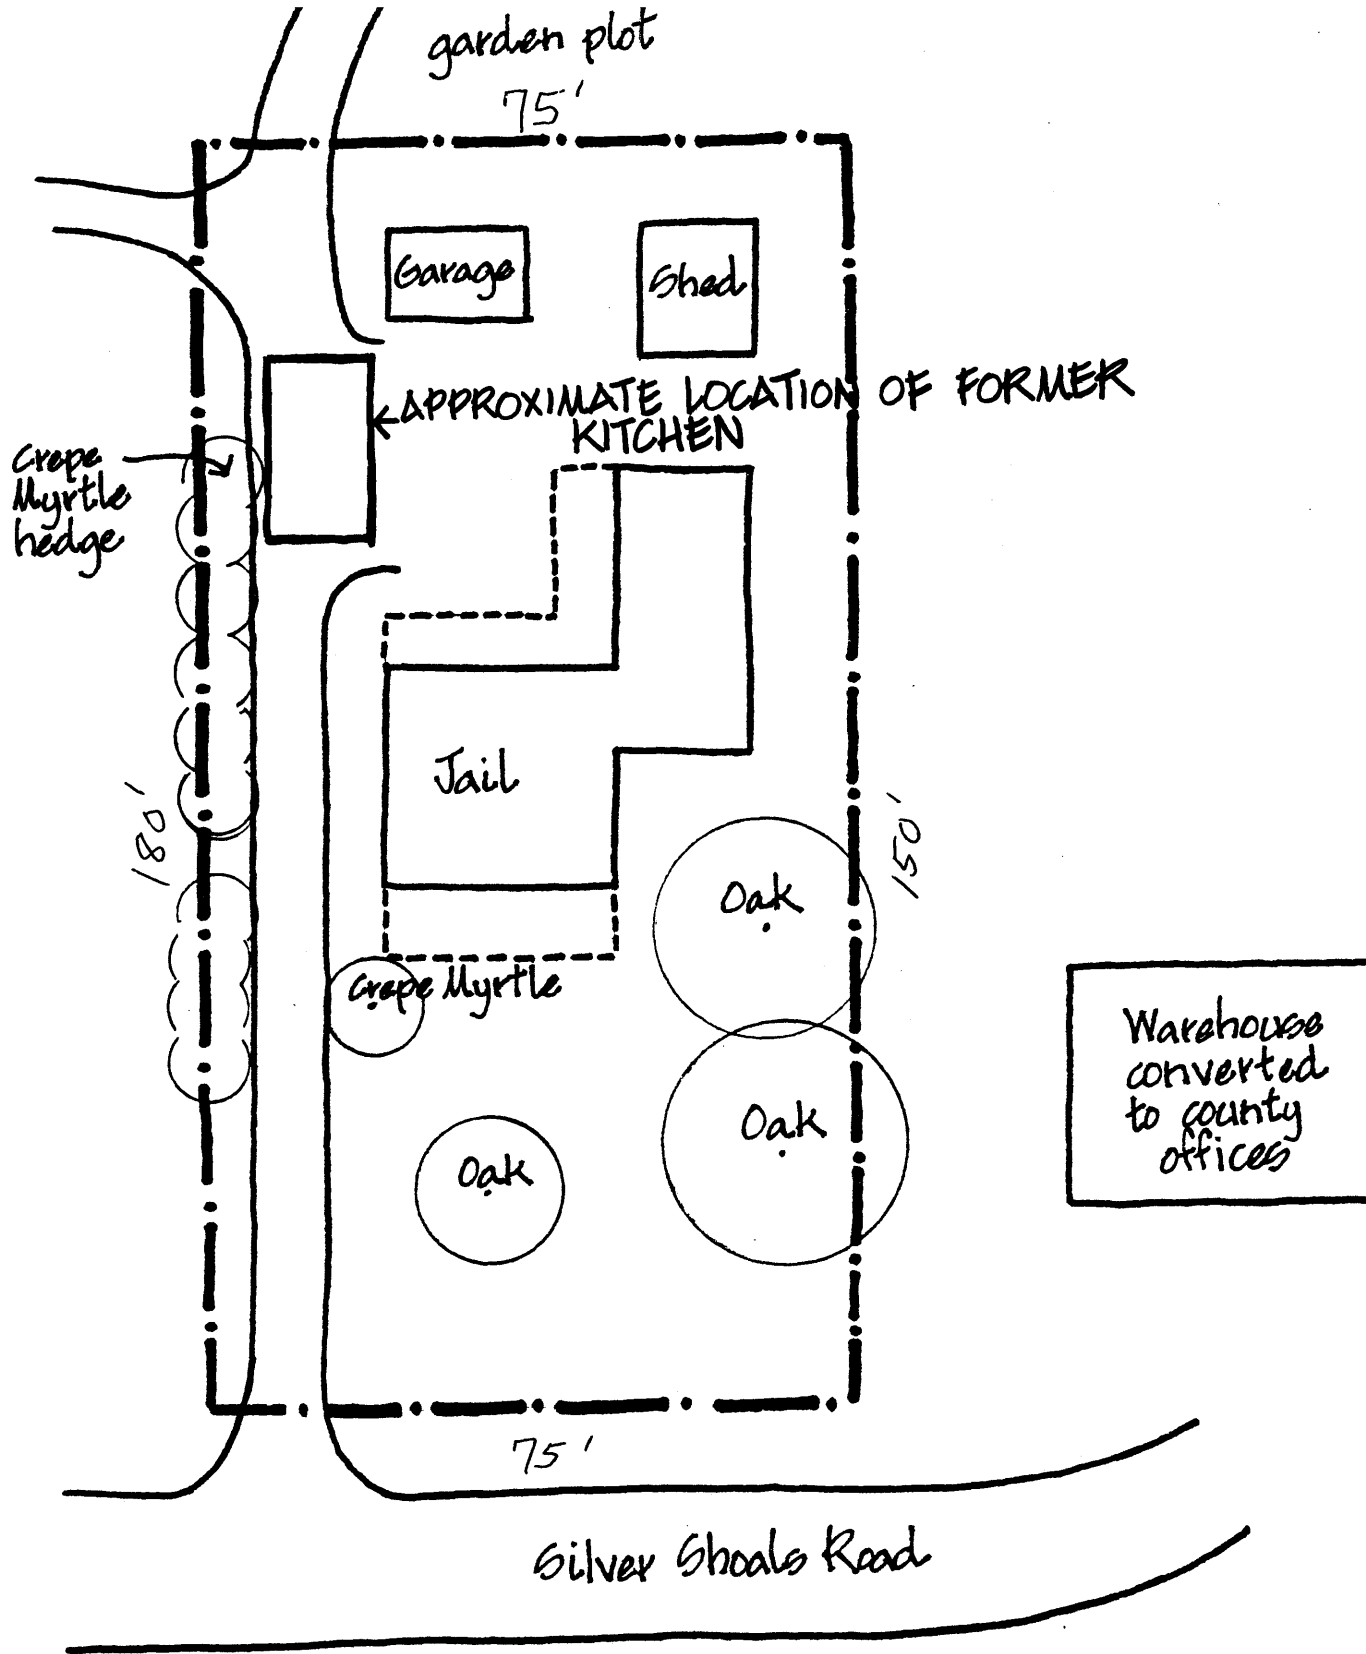 garden plot
75'
Garage
Shed
APPROXIMATE LOCATION OF FORMER
KITCHEN
Crepe
Myrtle
hedge
Jail
180'
150'
Oak
Crepe Myrtle
Warehouse
converted
to county
offices
Oak
Oak
75'
Silver Shoals Road